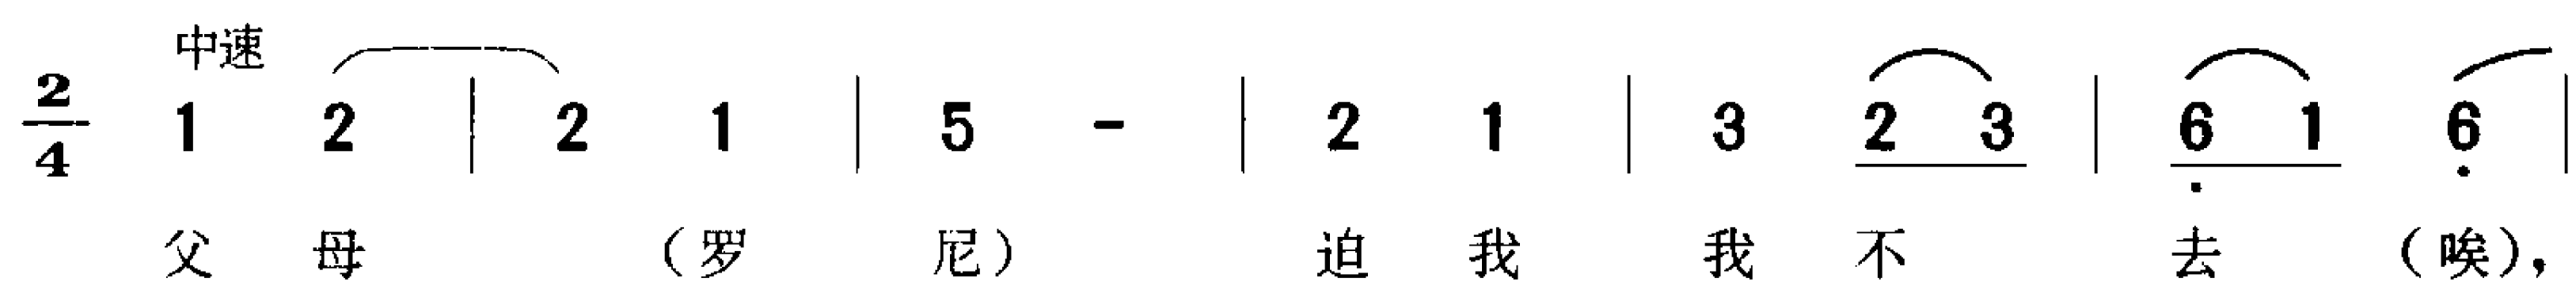 中速
2/4 1 2 | 2 1 | 5 - | 2 1 | 3 2 3 | 6 1 6 |
父 母 （罗 尼） 迫 我 我 不 去 （唉），